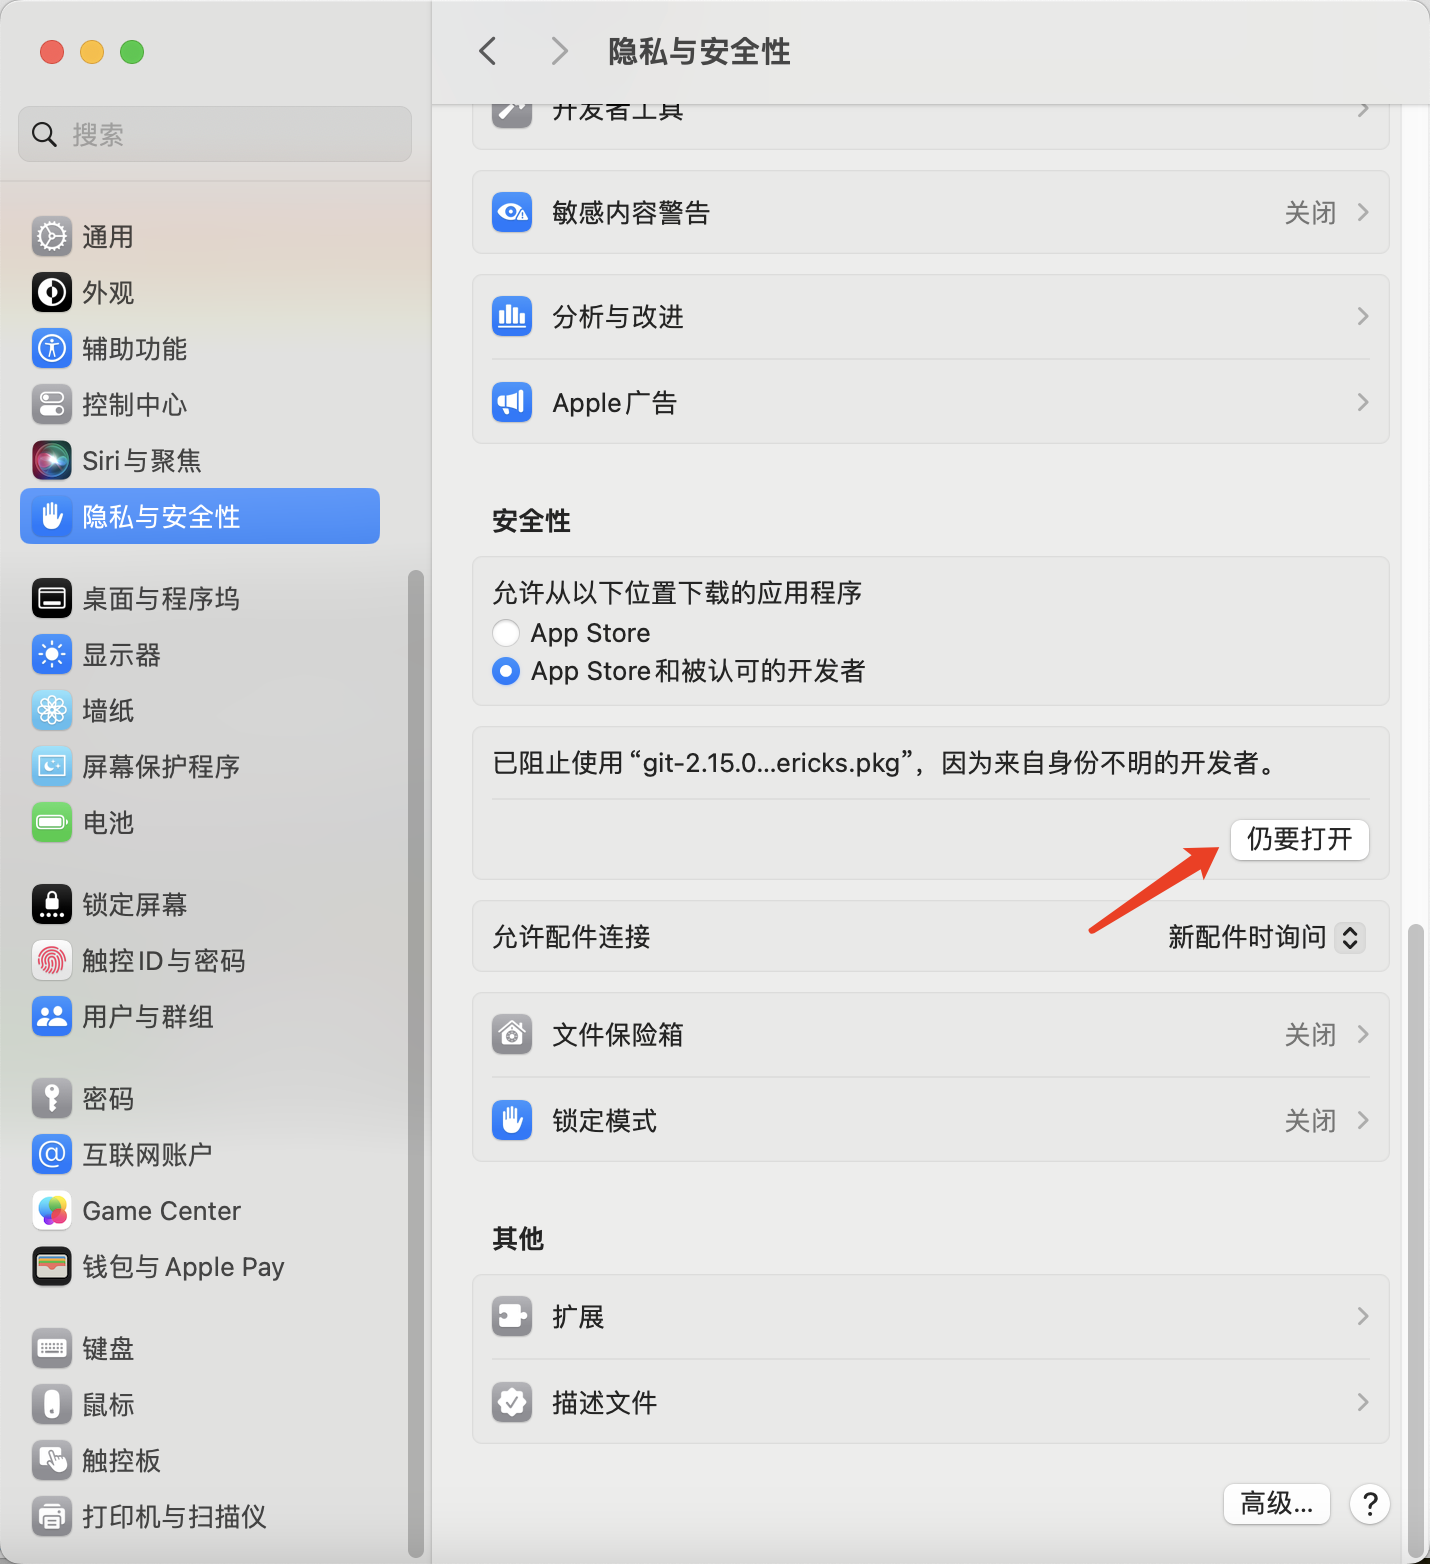 搜索
通用
外观
辅助功能
控制中心
Siri与聚焦
隐私与安全性
桌面与程序坞
显示器
墙纸
屏幕保护程序
电池
锁定屏幕
触控ID与密码
用户与群组
密码
互联网账户
Game Center
钱包与Apple Pay
键盘
鼠标
触控板
打印机与扫描仪
隐私与安全性
开发者工具
敏感内容警告 关闭
分析与改进
Apple广告
安全性
允许从以下位置下载的应用程序
App Store
App Store和被认可的开发者
已阻止使用“git-2.15.0...ericks.pkg”，因为来自身份不明的开发者。
仍要打开
允许配件连接 新配件时询问
文件保险箱 关闭
锁定模式 关闭
其他
扩展
描述文件
高级... ?